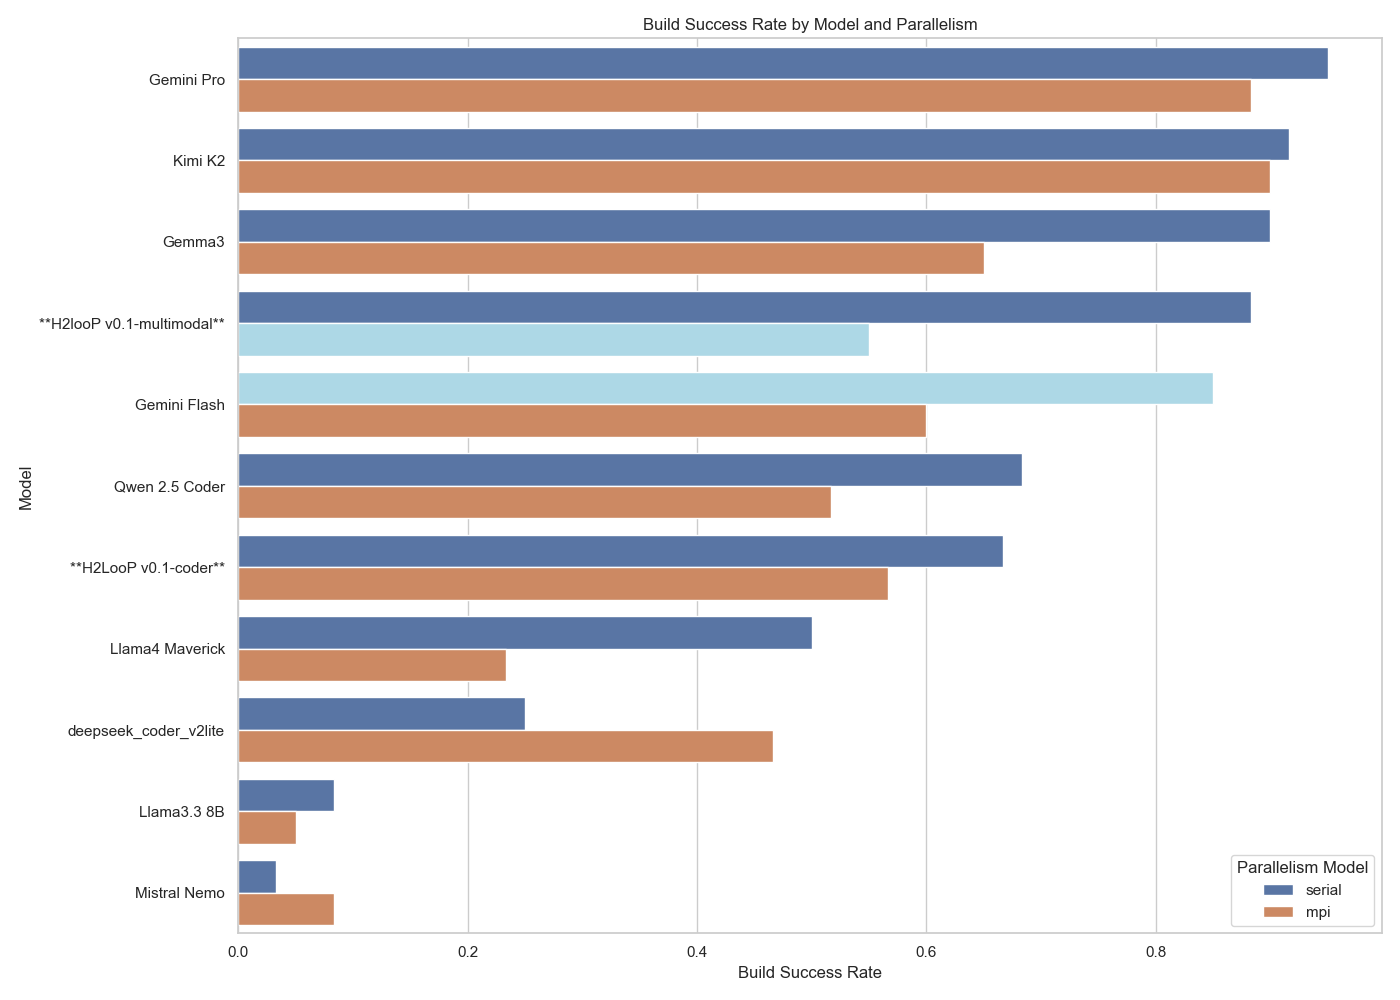 Build Success Rate by Model and Parallelism
Gemini Pro
Kimi K2
Gemma3
**H2looP v0.1-multimodal**
Gemini Flash
Qwen 2.5 Coder
**H2LooP v0.1-coder**
Llama4 Maverick
deepseek_coder_v2lite
Llama3.3 8B
Mistral Nemo
Model
Parallelism Model
serial
mpi
0.0 0.2 0.4 0.6 0.8
Build Success Rate